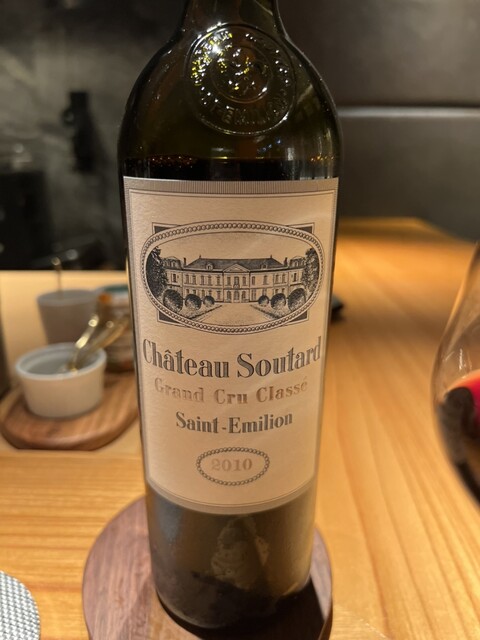 Château Soutard
Grand Cru Classé
Saint-Emilion
2010